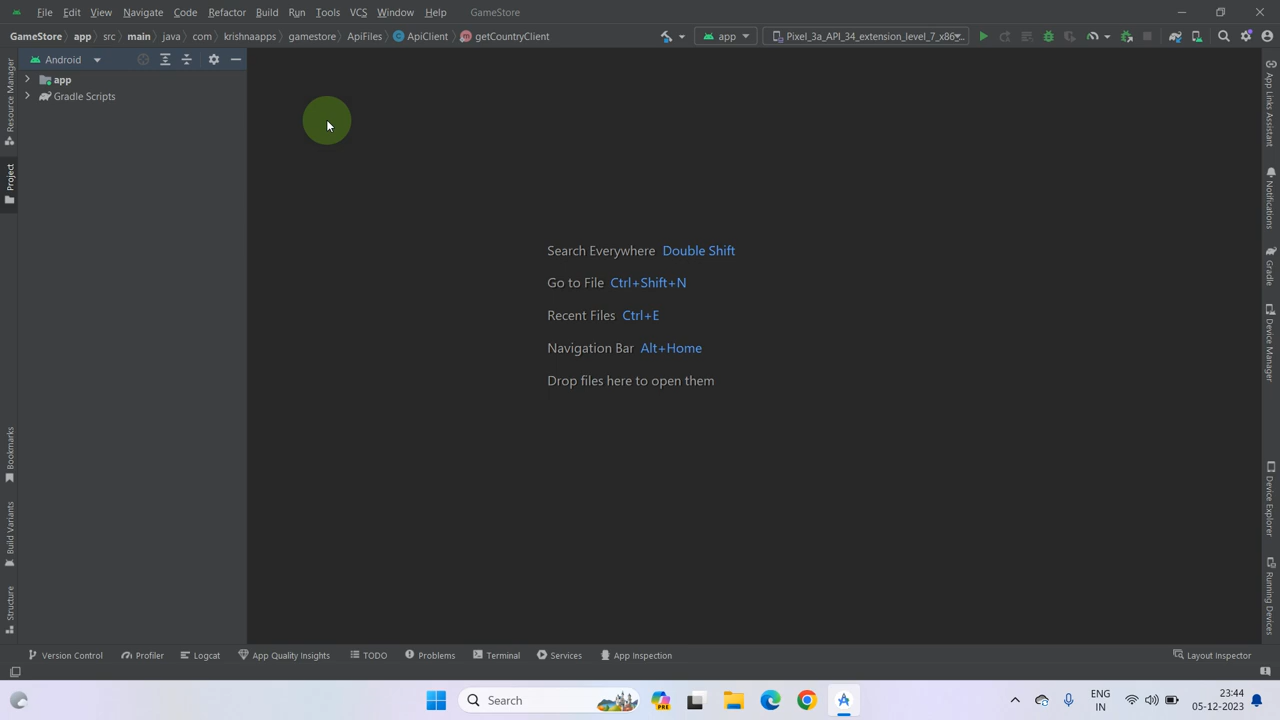 File Edit View Navigate Code Refactor Build Run Tools VCS Window Help GameStore
GameStore app src main java com krishnaapps gamestore ApiFiles ApiClient getCountryClient app Pixel_3a_API_34_extension_level_7_x86_
Android
app
Gradle Scripts
Resource Manager
Project
Bookmarks
Build Variants
Structure
Search Everywhere Double Shift
Go to File Ctrl+Shift+N
Recent Files Ctrl+E
Navigation Bar Alt+Home
Drop files here to open them
App Links Assistant
Notifications
Gradle
Device Manager
Device Explorer
Running Devices
Version Control Profiler Logcat App Quality Insights TODO Problems Terminal Services App Inspection Layout Inspector
Search
PRE
ENG
IN
23:44
05-12-2023